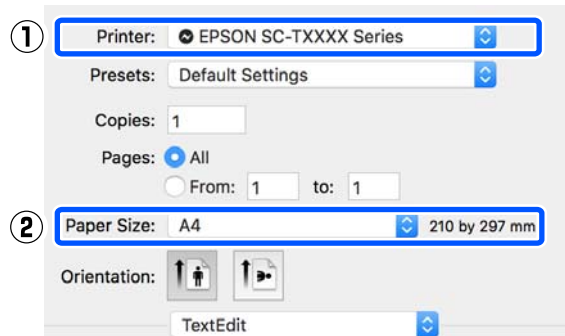 ① Printer: EPSON SC-TXXXX Series
Presets: Default Settings
Copies: 1
Pages: All
From: 1 to: 1
② Paper Size: A4 210 by 297 mm
Orientation:
TextEdit